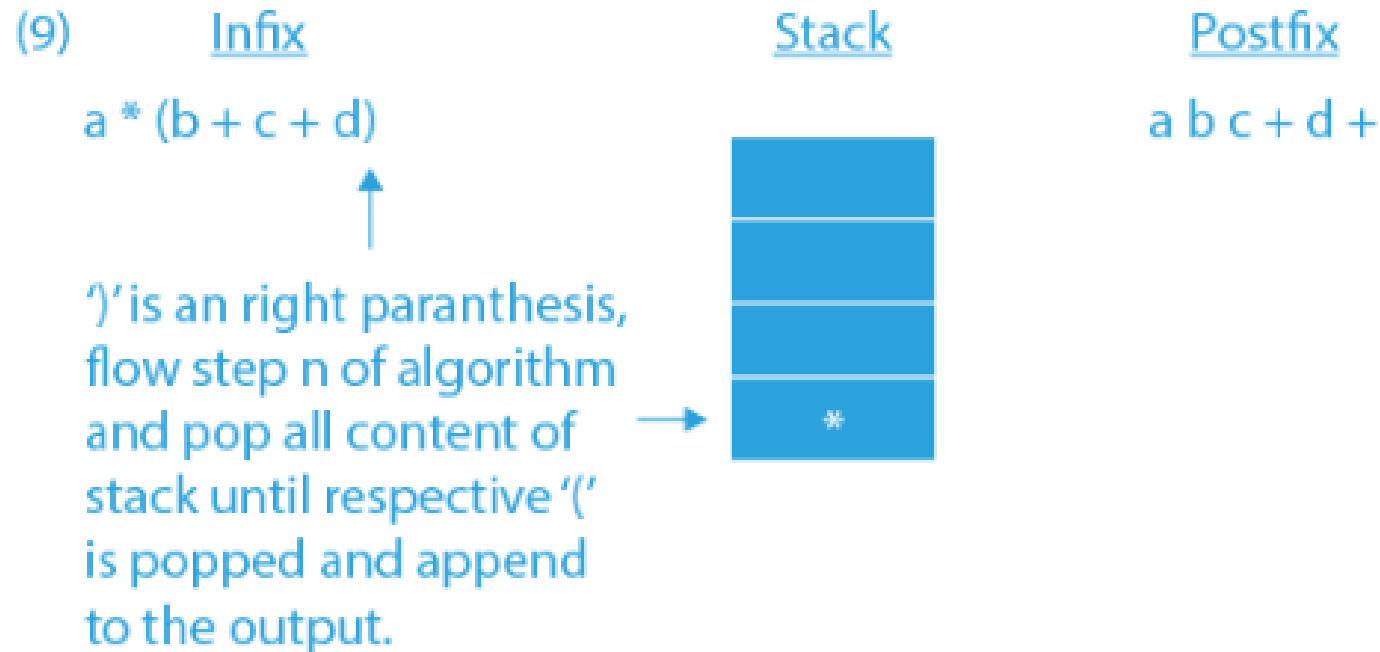 (9) Infix Stack Postfix
a * (b + c + d) a b c + d +
‘)’ is an right paranthesis,
flow step n of algorithm
and pop all content of
*
stack until respective ‘(’
is popped and append
to the output.